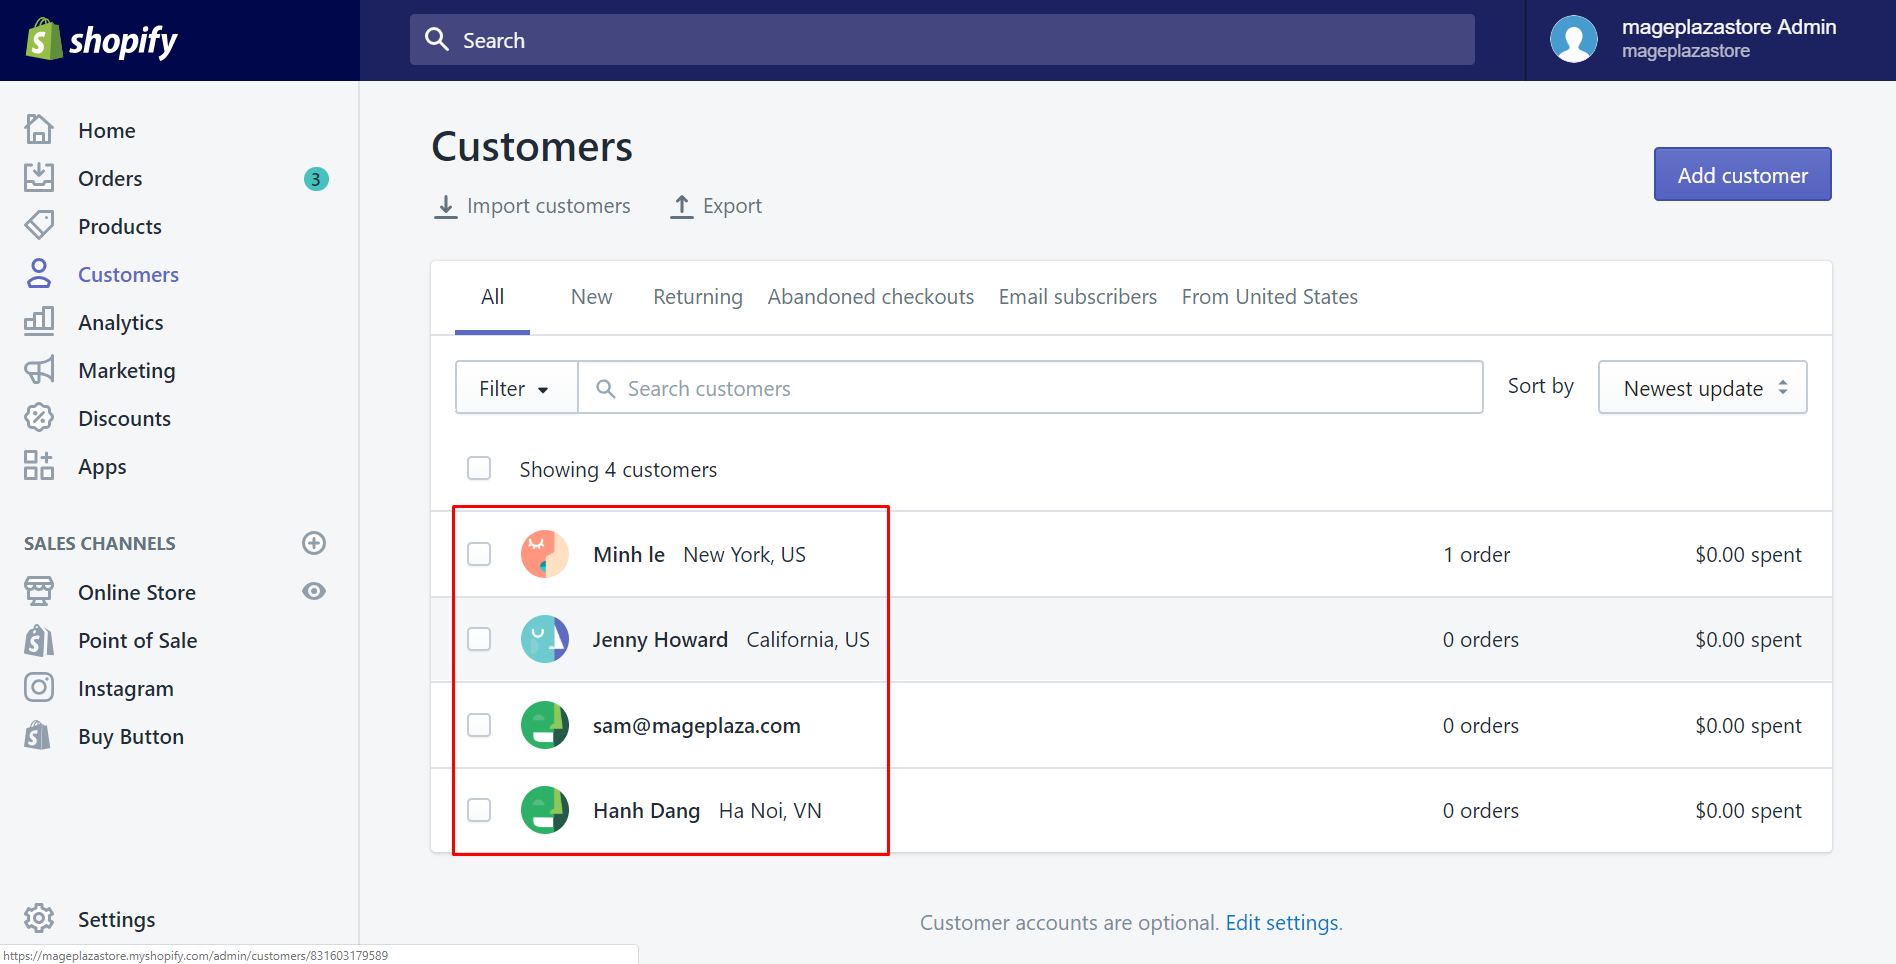 shopify
Search
mageplazastore Admin
mageplazastore
Home
Orders 3
Products
Customers
Analytics
Marketing
Discounts
Apps
SALES CHANNELS
Online Store
Point of Sale
Instagram
Buy Button
Settings
Customers
Import customers Export
Add customer
All New Returning Abandoned checkouts Email subscribers From United States
Filter Search customers Sort by Newest update
Showing 4 customers
Minh le New York, US 1 order $0.00 spent
Jenny Howard California, US 0 orders $0.00 spent
sam@mageplaza.com 0 orders $0.00 spent
Hanh Dang Ha Noi, VN 0 orders $0.00 spent
Customer accounts are optional. Edit settings.
https://mageplazastore.myshopify.com/admin/customers/831603179589